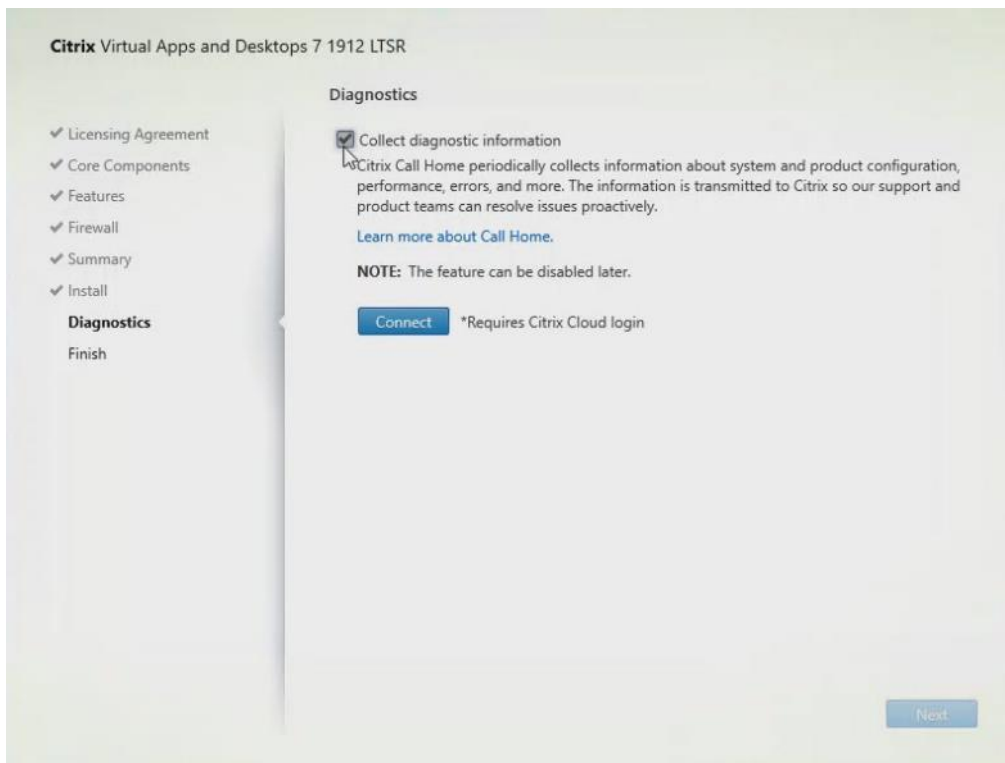 Citrix Virtual Apps and Desktops 7 1912 LTSR
Diagnostics
✔ Licensing Agreement
✔ Core Components
✔ Features
✔ Firewall
✔ Summary
✔ Install
Diagnostics
Finish
Collect diagnostic information
Citrix Call Home periodically collects information about system and product configuration,
performance, errors, and more. The information is transmitted to Citrix so our support and
product teams can resolve issues proactively.
Learn more about Call Home.
NOTE: The feature can be disabled later.
Connect *Requires Citrix Cloud login
Next